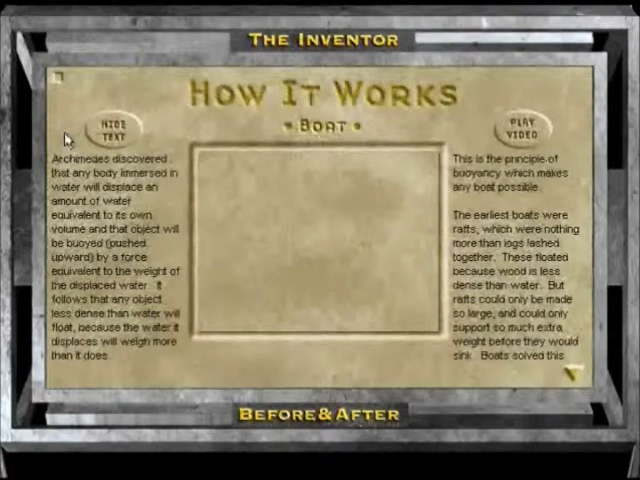 The Inventor
How It Works
Boat
HIDE
TEXT
PLAY
VIDEO
Archimedes discovered
that any body immersed in
water will displace an
amount of water
equivalent to its own
volume and that object will
be buoyed (pushed
upward) by a force
equivalent to the weight of
the displaced water. It
follows that any object
less dense than water will
float, because the water it
displaces will weigh more
than it does.
This is the principle of
buoyancy which makes
any boat possible.
The earliest boats were
rafts, which were nothing
more than logs lashed
together. These floated
because wood is less
dense than water. But
rafts could only be made
so large, and could only
support so much extra
weight before they would
sink. Boats solved this
Before&After